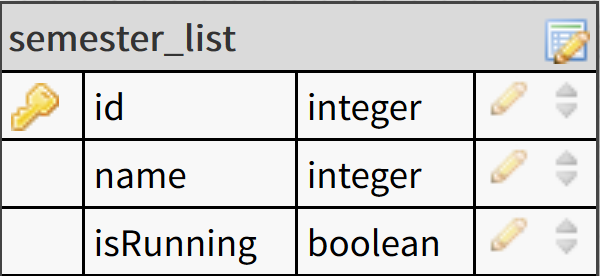 semester_list
id integer
name integer
isRunning boolean